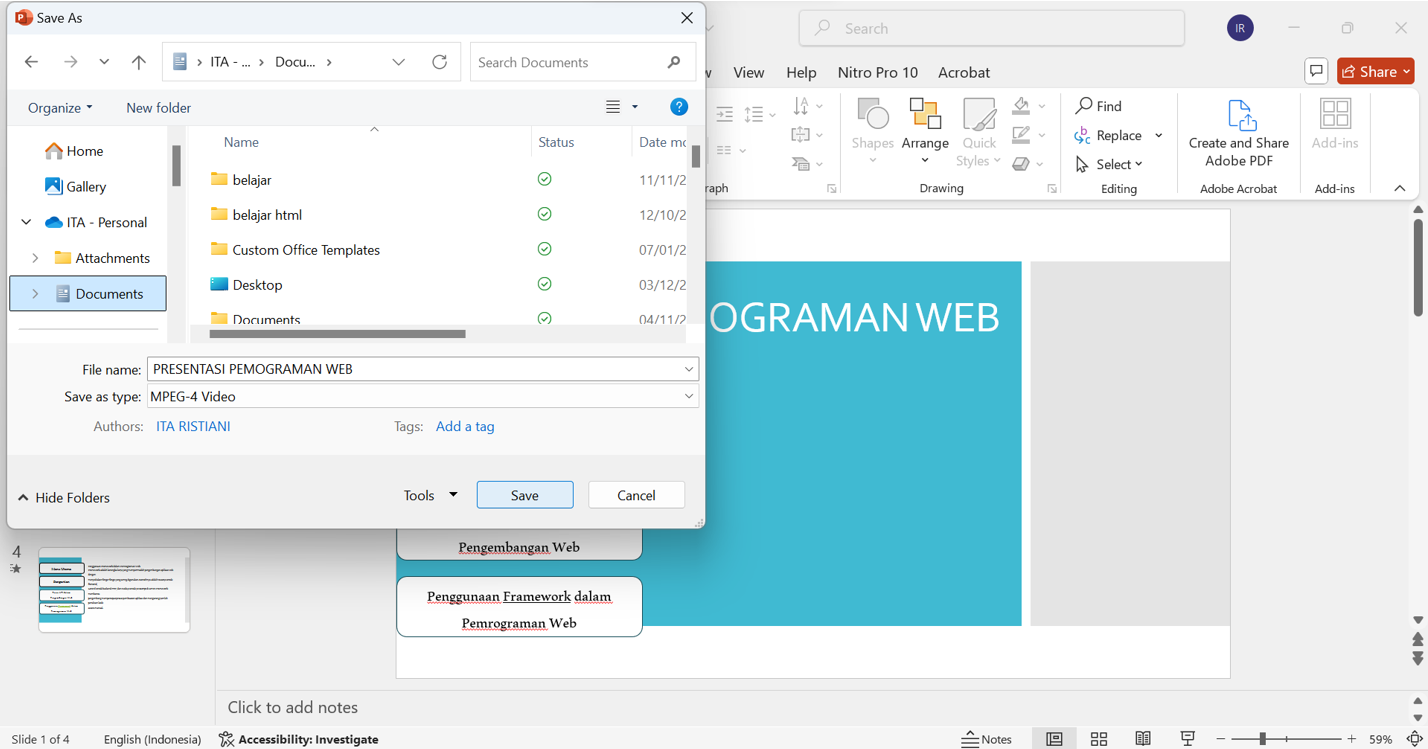 Save As
ITA - ... Docu...
Search Documents
Organize New folder
Home
Gallery
ITA - Personal
Attachments
Documents
Name Status Date mo
belajar 11/11/2
belajar html 12/10/2
Custom Office Templates 07/01/2
Desktop 03/12/2
Documents 04/11/2
File name: PRESENTASI PEMOGRAMAN WEB
Save as type: MPEG-4 Video
Authors: ITA RISTIANI Tags: Add a tag
Hide Folders Tools Save Cancel
Search
IR
w View Help Nitro Pro 10 Acrobat
Share
Shapes
Arrange
Quick
Styles
Find
Replace
Select
Create and Share
Adobe PDF
Add-ins
raph Drawing Editing Adobe Acrobat Add-ins
OGRAMAN WEB
Pengembangan Web
Penggunaan Framework dalam
Pemrograman Web
4
Click to add notes
Slide 1 of 4 English (Indonesia) Accessibility: Investigate Notes 59%